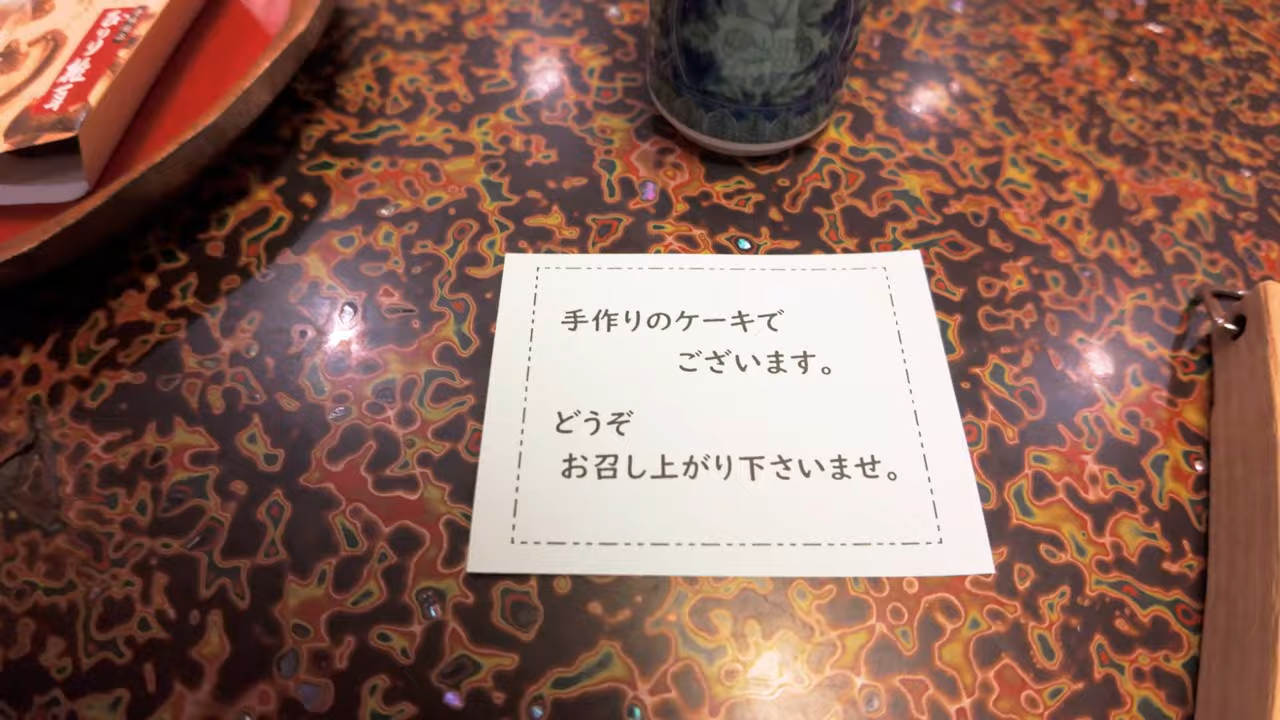 手作りのケーキで
ございます。
どうぞ
お召し上がり下さいませ。